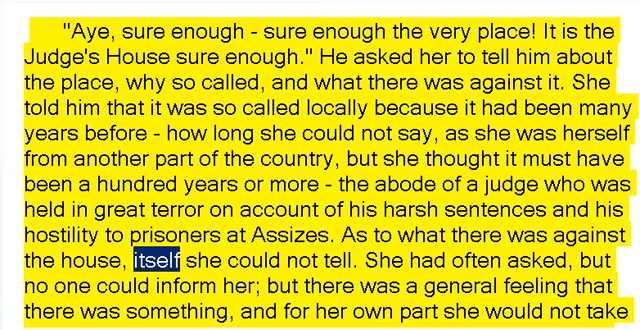 "Aye, sure enough - sure enough the very place! It is the
Judge's House sure enough." He asked her to tell him about
the place, why so called, and what there was against it. She
told him that it was so called locally because it had been many
years before - how long she could not say, as she was herself
from another part of the country, but she thought it must have
been a hundred years or more - the abode of a judge who was
held in great terror on account of his harsh sentences and his
hostility to prisoners at Assizes. As to what there was against
the house, itself she could not tell. She had often asked, but
no one could inform her; but there was a general feeling that
there was something, and for her own part she would not take